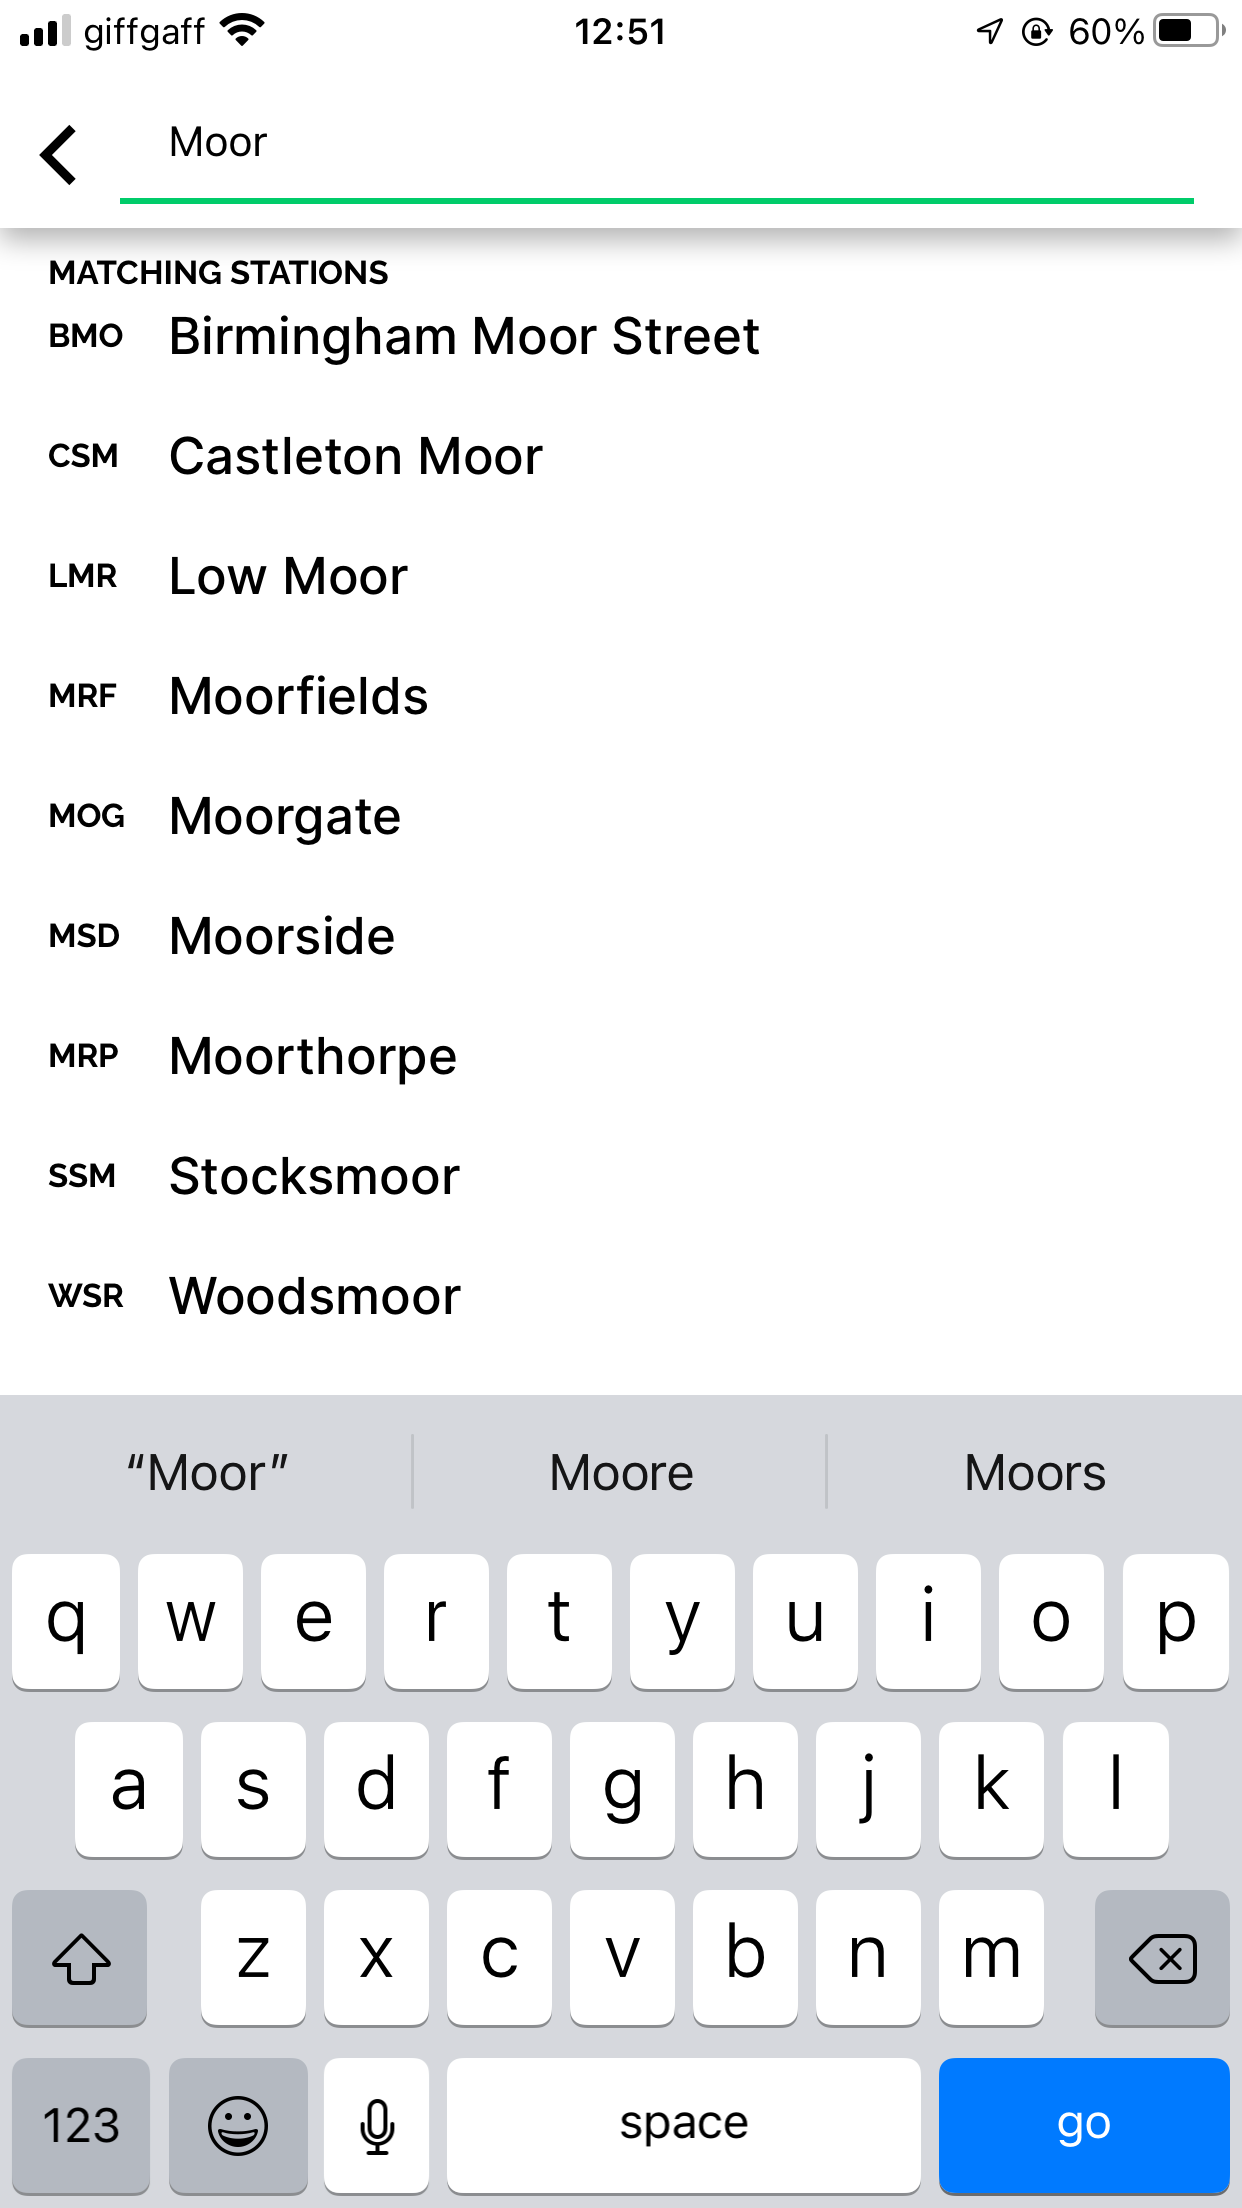 giffgaff 12:51 60%
Moor
MATCHING STATIONS
BMO Birmingham Moor Street
CSM Castleton Moor
LMR Low Moor
MRF Moorfields
MOG Moorgate
MSD Moorside
MRP Moorthorpe
SSM Stocksmoor
WSR Woodsmoor
“Moor” Moore Moors
q w e r t y u i o p
a s d f g h j k l
z x c v b n m
123 space go